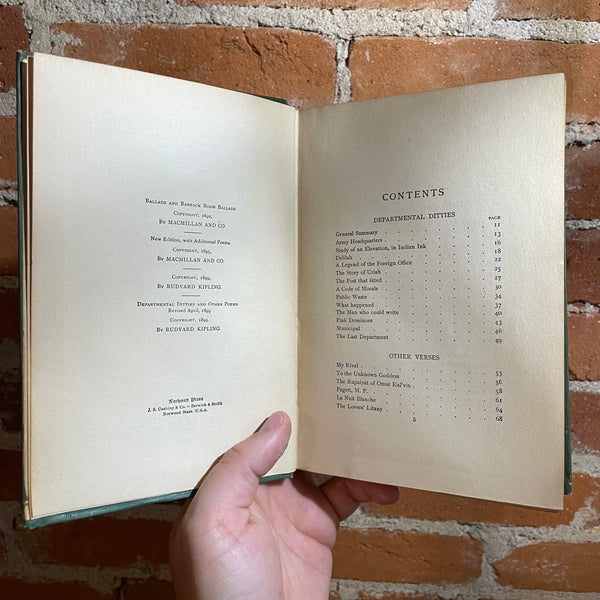 Ballads and Barrack Room Ballads.
Copyright, 1892,
By MACMILLAN AND CO.
New Edition, with Additional Poems
Copyright, 1893,
By MACMILLAN AND CO.
Copyright, 1899,
By RUDYARD KIPLING.
Departmental Ditties and Other Poems.
Revised April, 1899
Copyright, 1899.
By RUDYARD KIPLING.
Norwood Press
J. S. Cushing & Co. — Berwick & Smith
Norwood Mass. U.S.A.
CONTENTS
DEPARTMENTAL DITTIES
PAGE
General Summary 11
Army Headquarters 13
Study of an Elevation, in Indian Ink 16
Delilah 18
A Legend of the Foreign Office 22
The Story of Uriah 25
The Post that fitted 27
A Code of Morals 30
Public Waste 34
What happened 37
The Man who could write 40
Pink Dominoes 43
Municipal 46
The Last Department 49
OTHER VERSES
My Rival 53
To the Unknown Goddess 56
The Rupaiyat of Omar Kal'vin 58
Pagett, M. P. 61
La Nuit Blanche 64
The Lovers' Litany 68
5